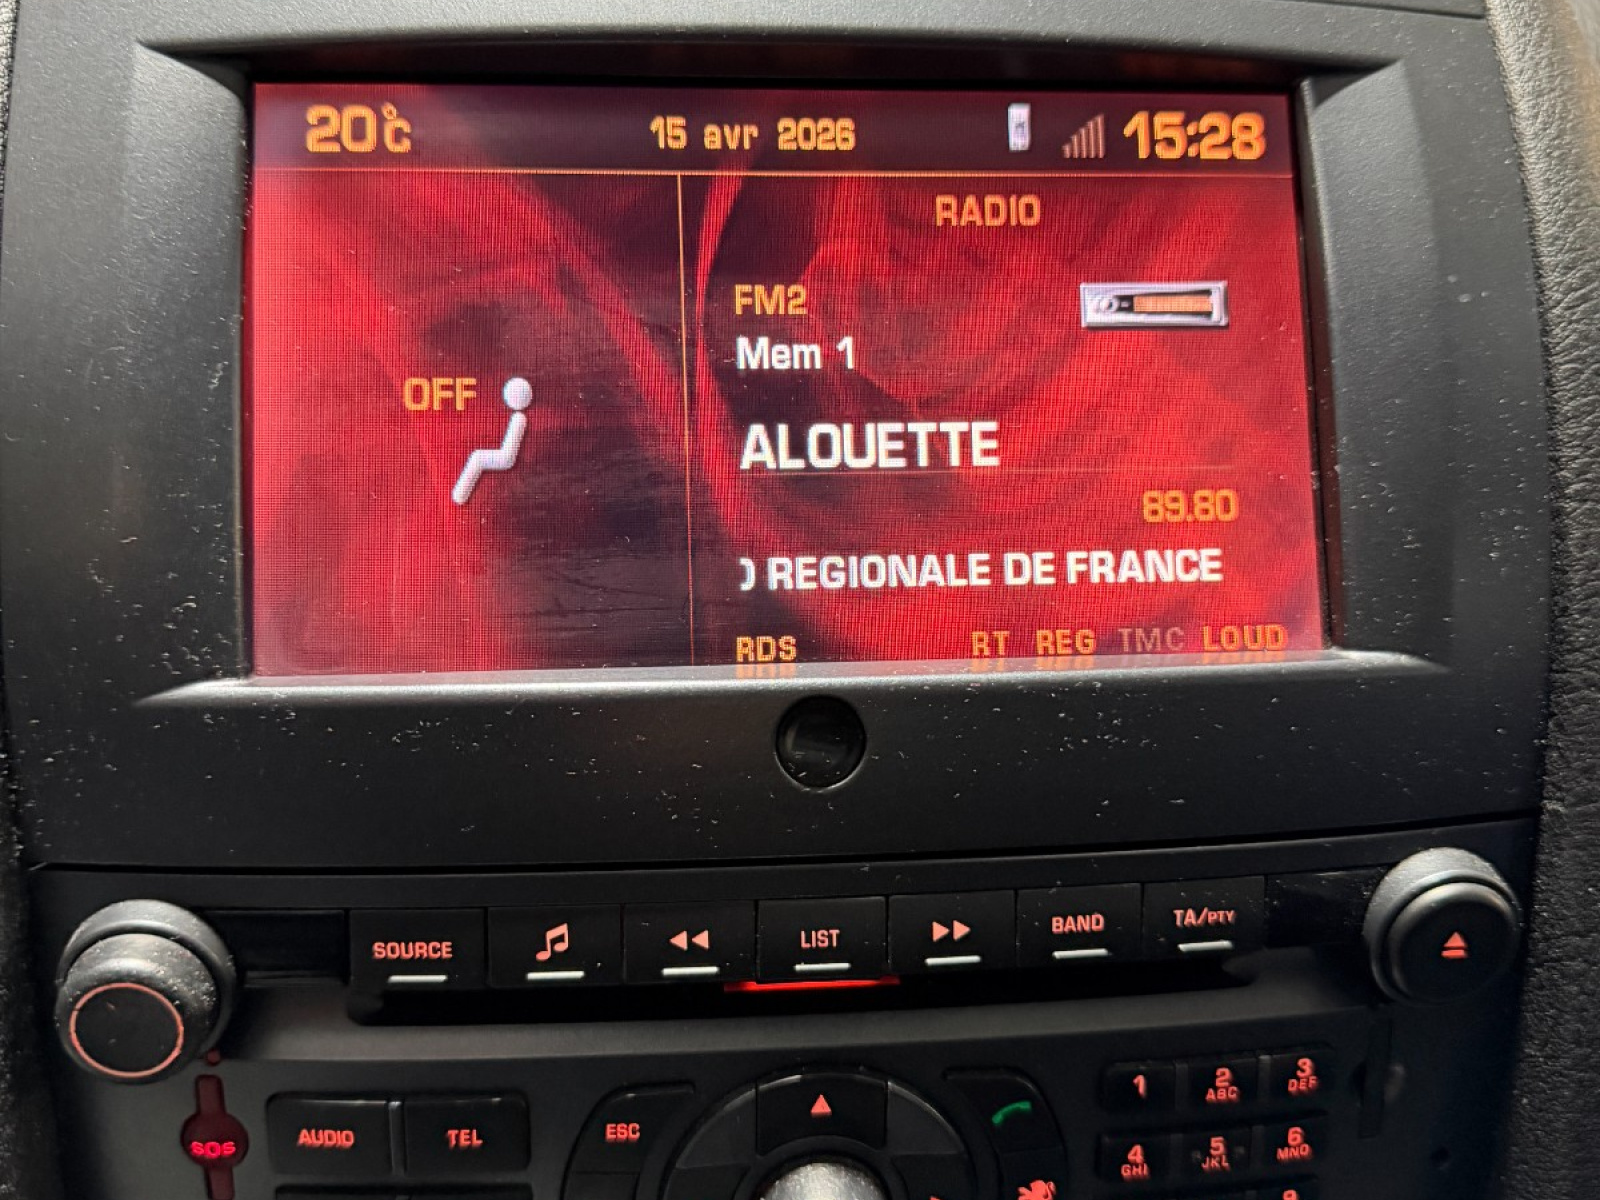 20°C 15 avr 2026 15:28
RADIO
FM2
Mem 1
OFF
ALOUETTE
89.80
REGIONALE DE FRANCE
RDS RT REG TMC LOUD
SOURCE LIST BAND TA/PTY
SOS AUDIO TEL ESC
1 2 ABC 3 DEF
4 GHI 5 JKL 6 MNO